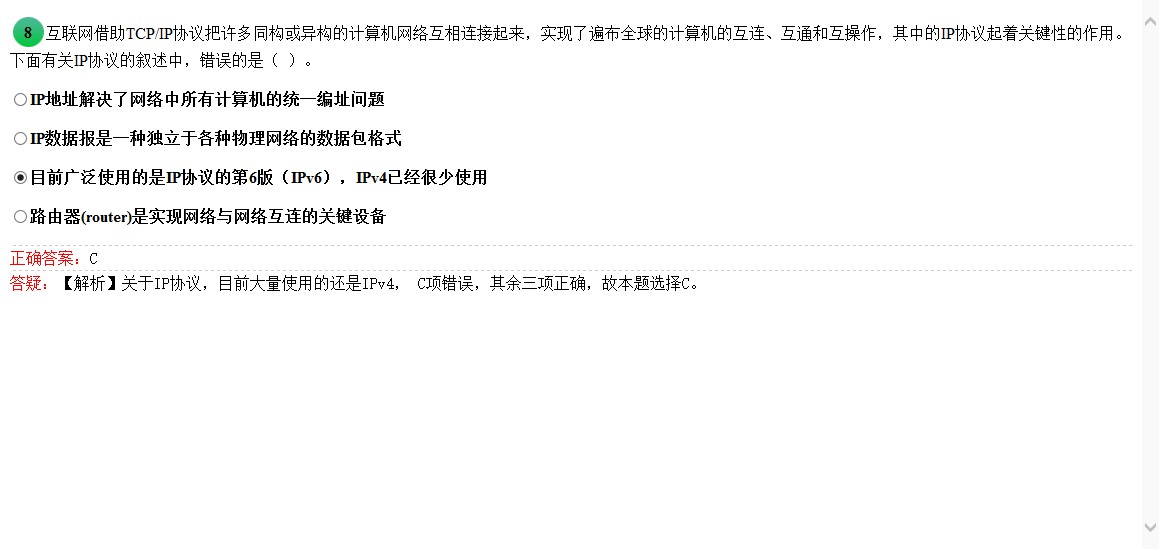 8 互联网借助TCP/IP协议把许多同构或异构的计算机网络互相连接起来，实现了遍布全球的计算机的互连、互通和互操作，其中的IP协议起着关键性的作用。
下面有关IP协议的叙述中，错误的是（ ）。
IP地址解决了网络中所有计算机的统一编址问题
IP数据报是一种独立于各种物理网络的数据包格式
目前广泛使用的是IP协议的第6版（IPv6），IPv4已经很少使用
路由器(router)是实现网络与网络互连的关键设备
正确答案：C
答疑：【解析】关于IP协议，目前大量使用的还是IPv4， C项错误，其余三项正确，故本题选择C。